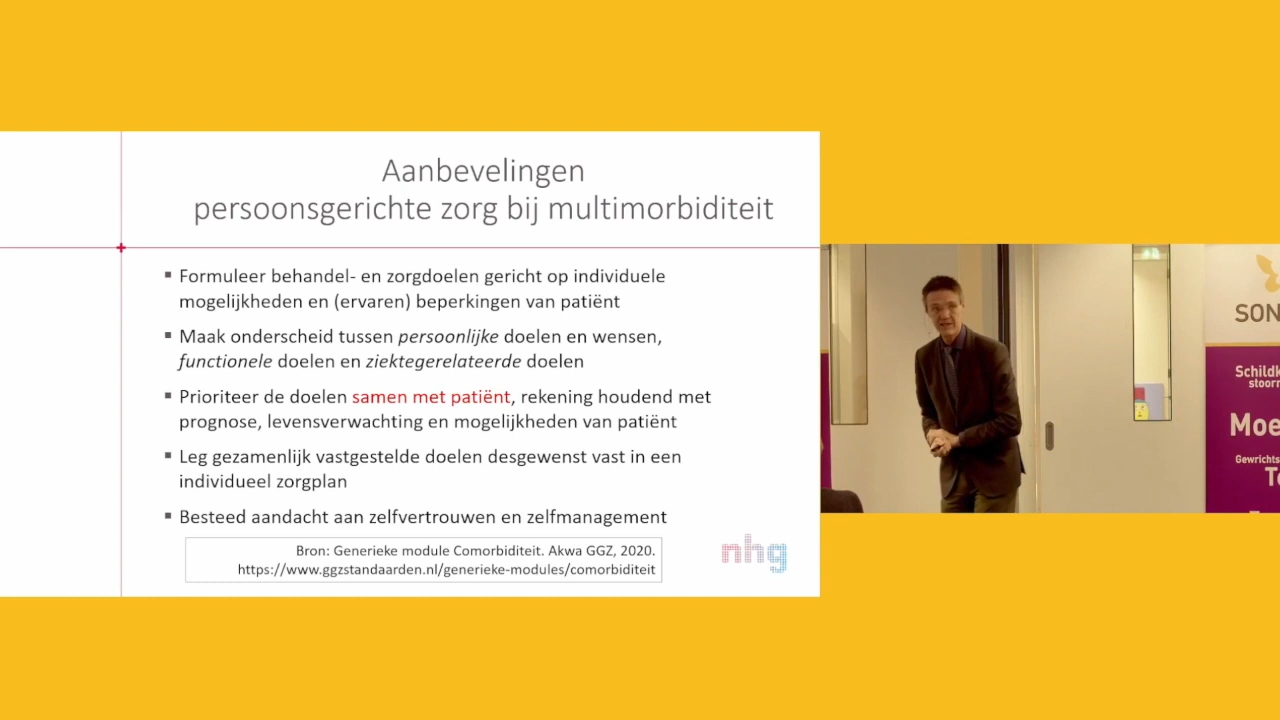 Aanbevelingen
persoonsgerichte zorg bij multimorbiditeit
▪ Formuleer behandel- en zorgdoelen gericht op individuele
mogelijkheden en (ervaren) beperkingen van patiënt
▪ Maak onderscheid tussen persoonlijke doelen en wensen,
functionele doelen en ziektegerelateerde doelen
▪ Prioriteer de doelen samen met patiënt, rekening houdend met
prognose, levensverwachting en mogelijkheden van patiënt
▪ Leg gezamenlijk vastgestelde doelen desgewenst vast in een
individueel zorgplan
▪ Besteed aandacht aan zelfvertrouwen en zelfmanagement
Bron: Generieke module Comorbiditeit. Akwa GGZ, 2020.
https://www.ggzstandaarden.nl/generieke-modules/comorbiditeit
nhg
SON
Schildk
stoorn
Moe
Gewrichts
Te